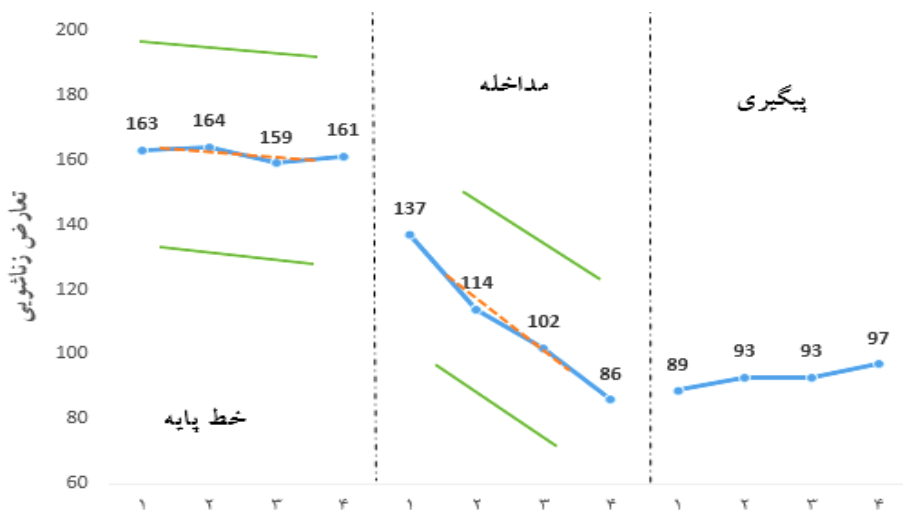 200
180
160
140
120
100
80
60
تعارض زناشویی
163 164 159 161
خط پایه
مداخله
137
114
102
86
پیگیری
89 93 93 97
۱ ۲ ۳ ۴ ۱ ۲ ۳ ۴ ۱ ۲ ۳ ۴